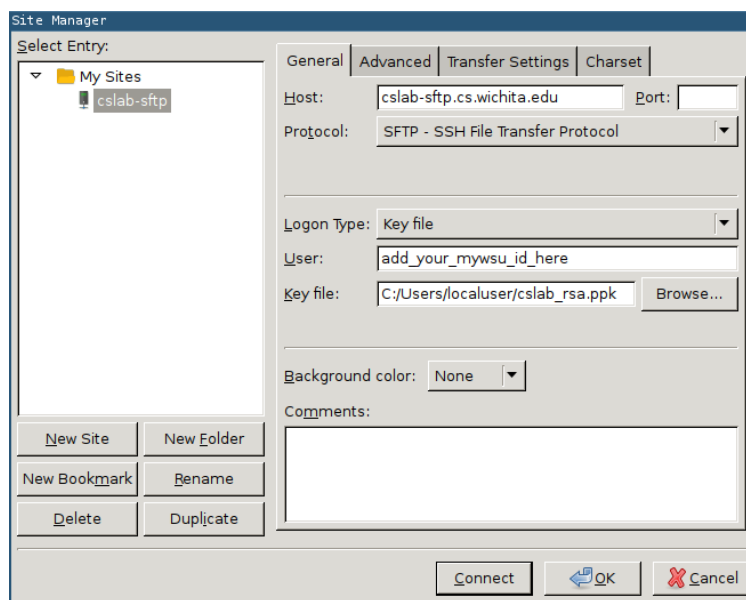 Site Manager
Select Entry:
My Sites
cslab-sftp
New Site
New Folder
New Bookmark
Rename
Delete
Duplicate
General
Advanced
Transfer Settings
Charset
Host:
cslab-sftp.cs.wichita.edu
Port:
Protocol:
SFTP - SSH File Transfer Protocol
Logon Type:
Key file
User:
add_your_mywsu_id_here
Key file:
C:/Users/localuser/cslab_rsa.ppk
Browse...
Background color:
None
Comments:
Connect
OK
Cancel